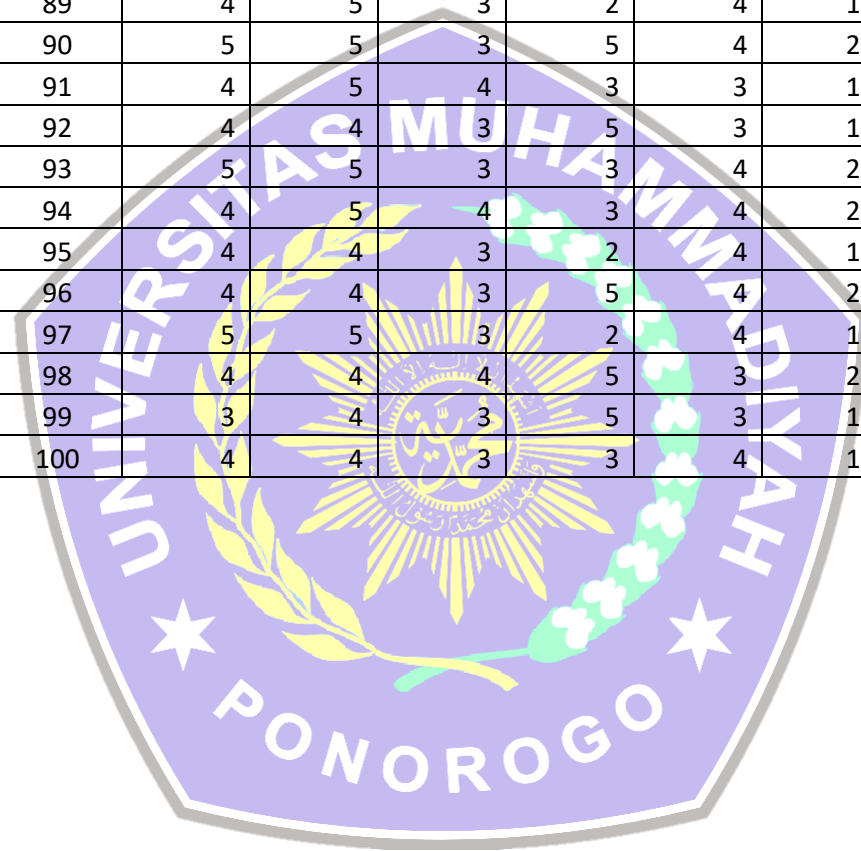 89 4 5 3 2 4 1
90 5 5 3 5 4 2
91 4 5 4 3 3 1
92 4 4 3 5 3 1
93 5 5 3 3 4 2
94 4 5 4 3 4 2
95 4 4 3 2 4 1
96 4 4 3 5 4 2
97 5 5 3 2 4 1
98 4 4 4 5 3 2
99 3 4 3 5 3 1
100 4 4 3 3 4 1
UNIVERSITAS MUHAMMADIYAH
PONOROGO